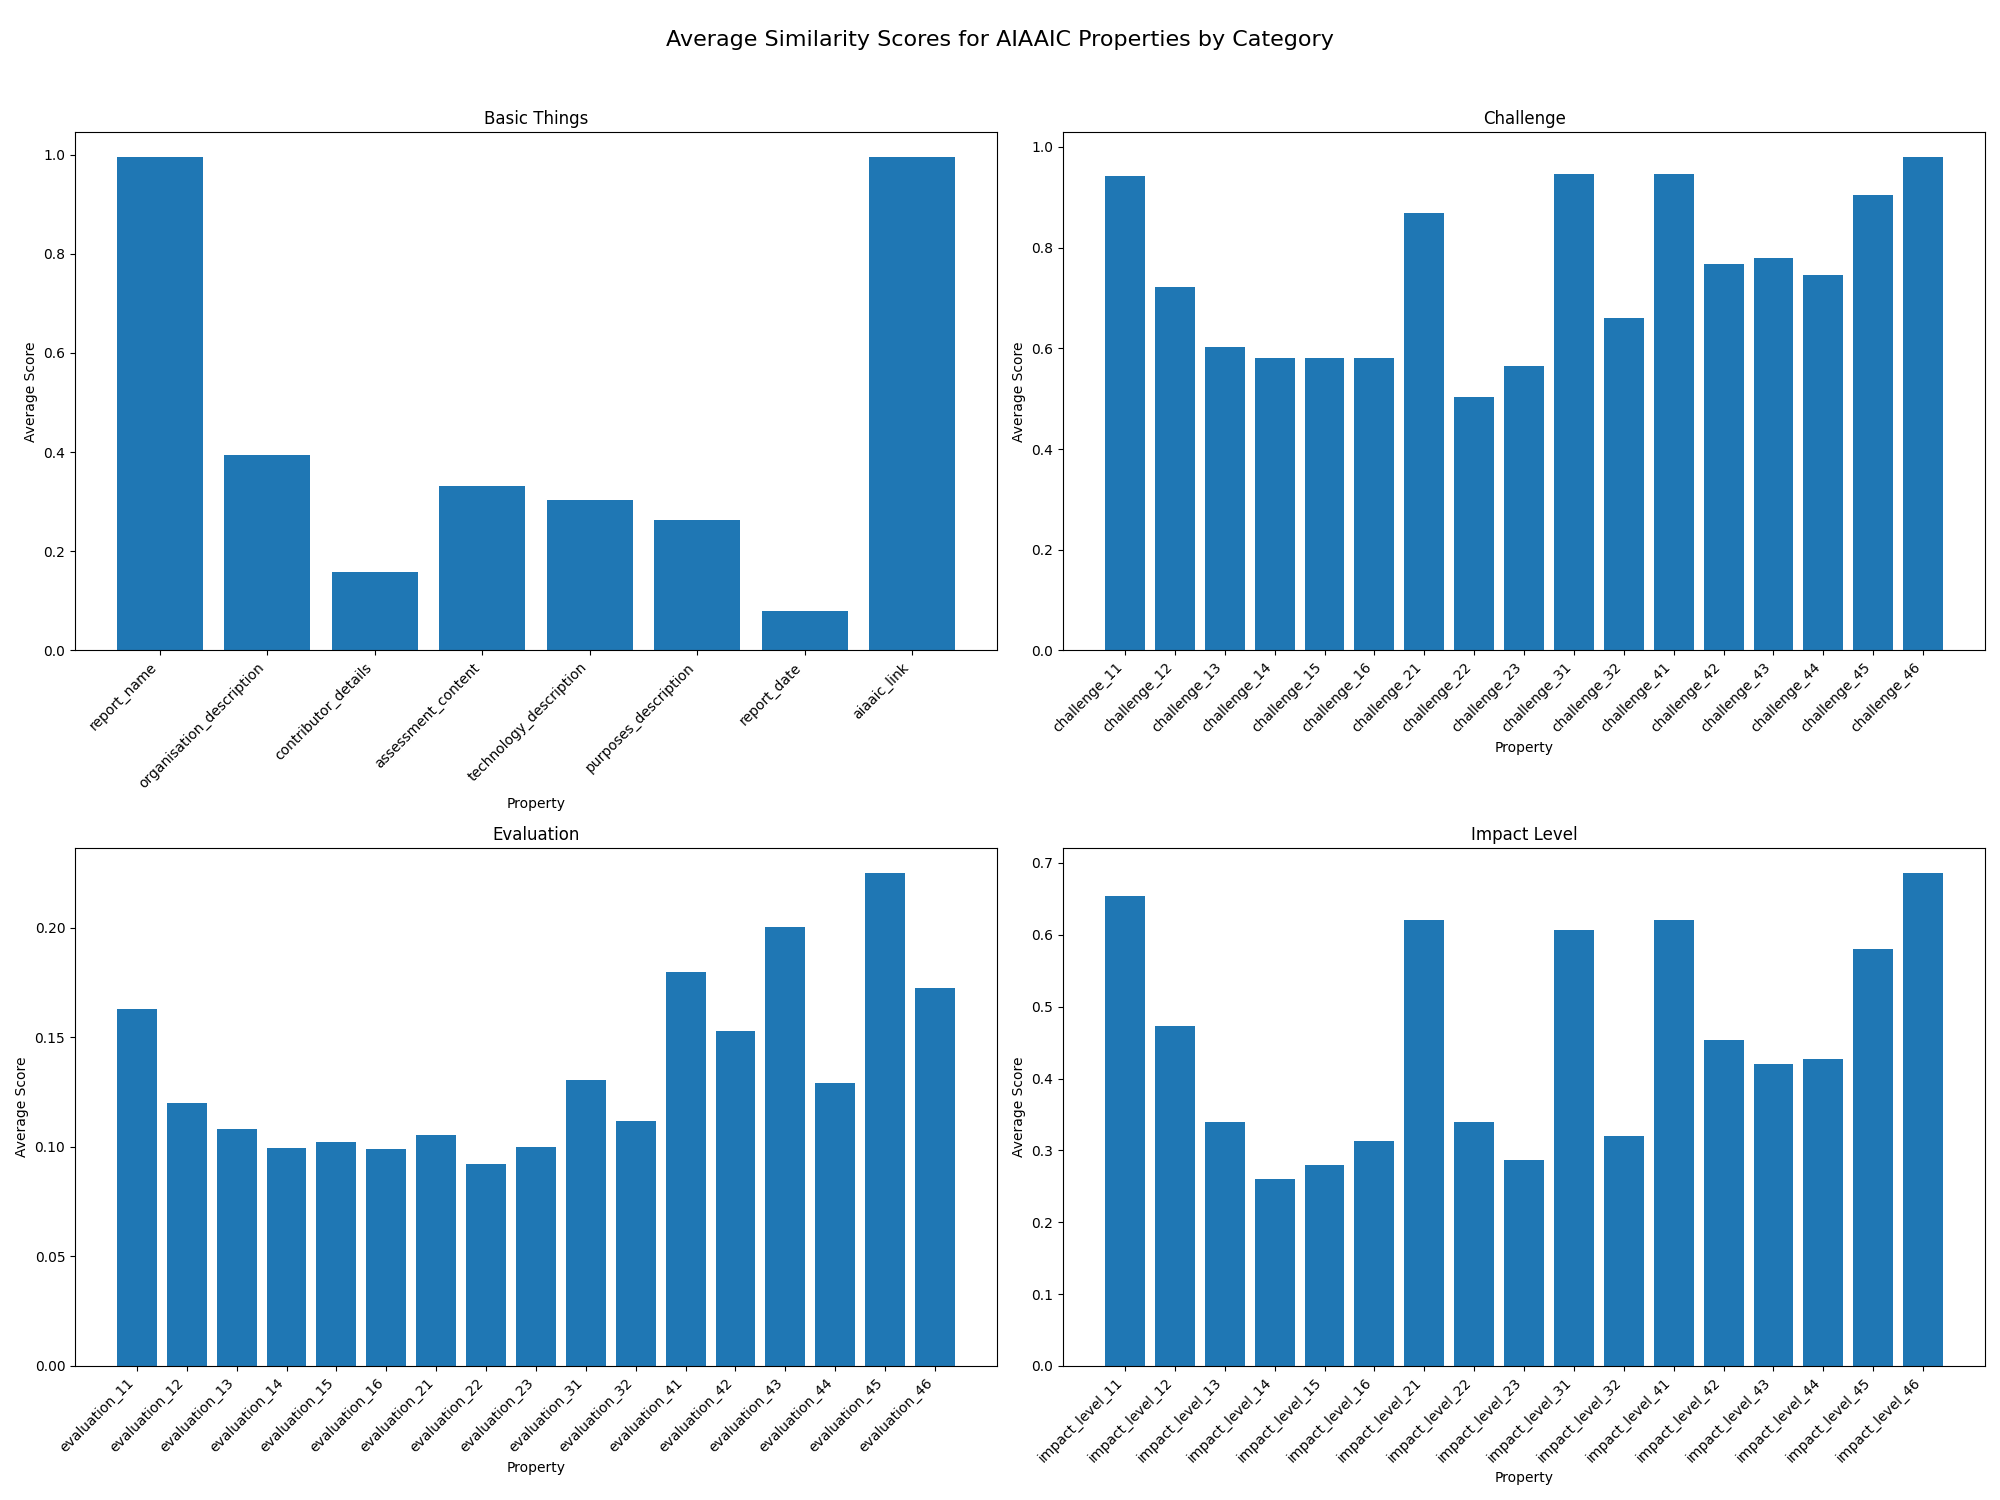 Average Similarity Scores for AIAAIC Properties by Category
Basic Things
Average Score
1.0
0.8
0.6
0.4
0.2
0.0
report_name
organisation_description
contributor_details
assessment_content
technology_description
purposes_description
report_date
aiaaic_link
Property
Challenge
Average Score
1.0
0.8
0.6
0.4
0.2
0.0
challenge_11
challenge_12
challenge_13
challenge_14
challenge_15
challenge_16
challenge_21
challenge_22
challenge_23
challenge_31
challenge_32
challenge_41
challenge_42
challenge_43
challenge_44
challenge_45
challenge_46
Property
Evaluation
Average Score
0.20
0.15
0.10
0.05
0.00
evaluation_11
evaluation_12
evaluation_13
evaluation_14
evaluation_15
evaluation_16
evaluation_21
evaluation_22
evaluation_23
evaluation_31
evaluation_32
evaluation_41
evaluation_42
evaluation_43
evaluation_44
evaluation_45
evaluation_46
Property
Impact Level
Average Score
0.7
0.6
0.5
0.4
0.3
0.2
0.1
0.0
impact_level_11
impact_level_12
impact_level_13
impact_level_14
impact_level_15
impact_level_16
impact_level_21
impact_level_22
impact_level_23
impact_level_31
impact_level_32
impact_level_41
impact_level_42
impact_level_43
impact_level_44
impact_level_45
impact_level_46
Property